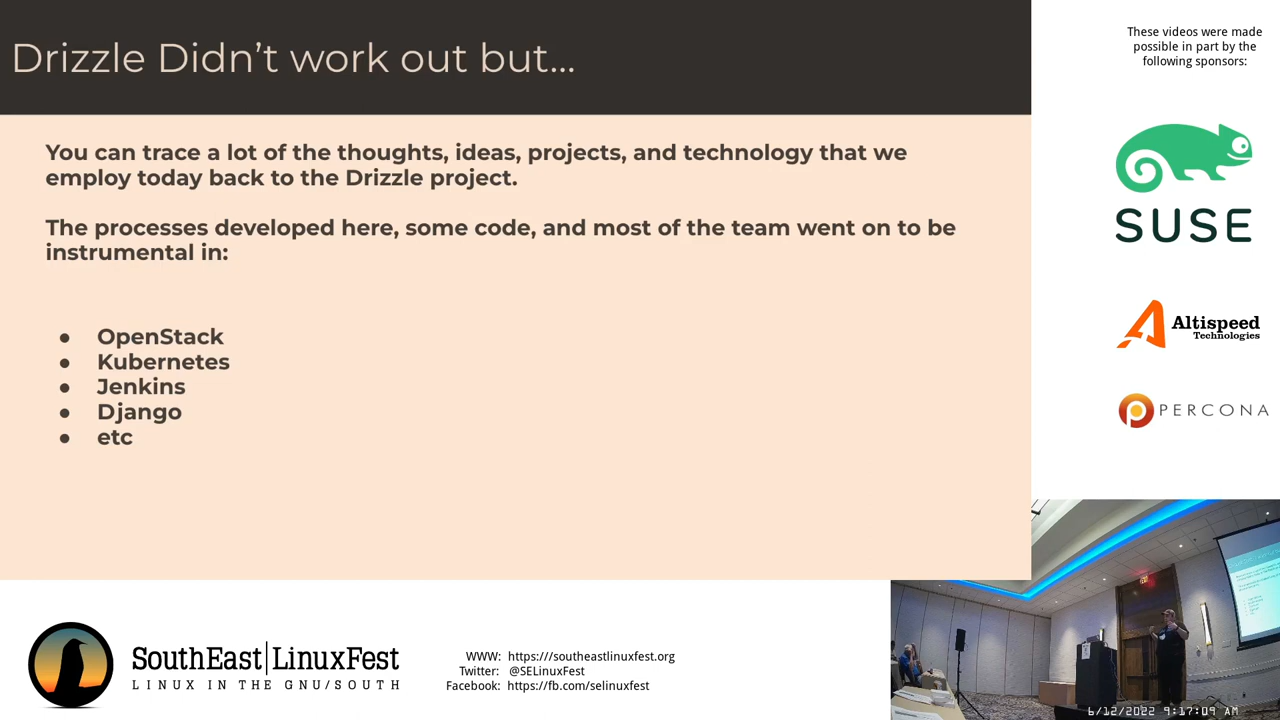 Drizzle Didn't work out but...
You can trace a lot of the thoughts, ideas, projects, and technology that we
employ today back to the Drizzle project.
The processes developed here, some code, and most of the team went on to be
instrumental in:
● OpenStack
● Kubernetes
● Jenkins
● Django
● etc
These videos were made
possible in part by the
following sponsors:
SUSE
Altispeed
Technologies
PERCONA
SouthEast|LinuxFest
LINUX IN THE GNU/SOUTH
WWW: https:///southeastlinuxfest.org
Twitter: @SELinuxFest
Facebook: https://fb.com/selinuxfest
EXIT
6/12/2022 9:17:09 AM